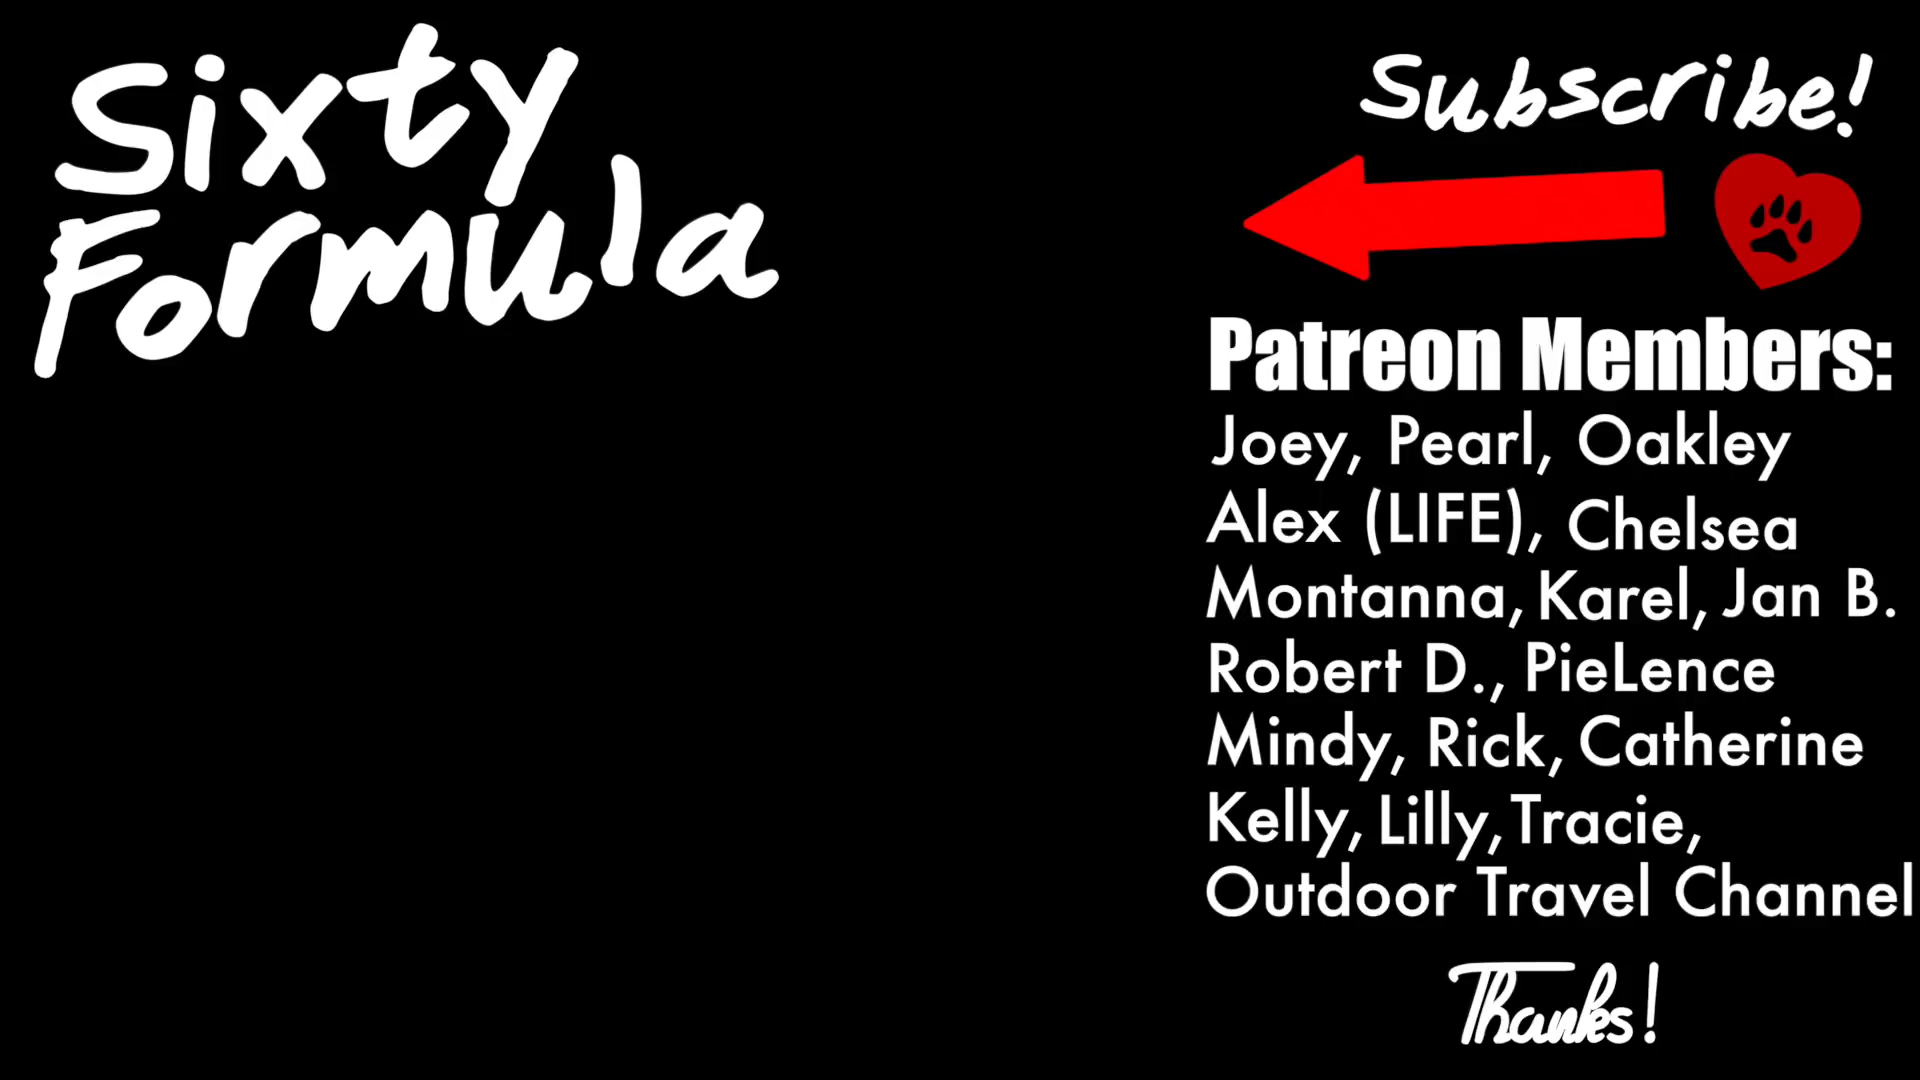 Sixty
Formula
Subscribe!
Patreon Members:
Joey, Pearl, Oakley
Alex (LIFE), Chelsea
Montanna, Karel, Jan B.
Robert D., PieLence
Mindy, Rick, Catherine
Kelly, Lilly, Tracie,
Outdoor Travel Channel
Thanks!